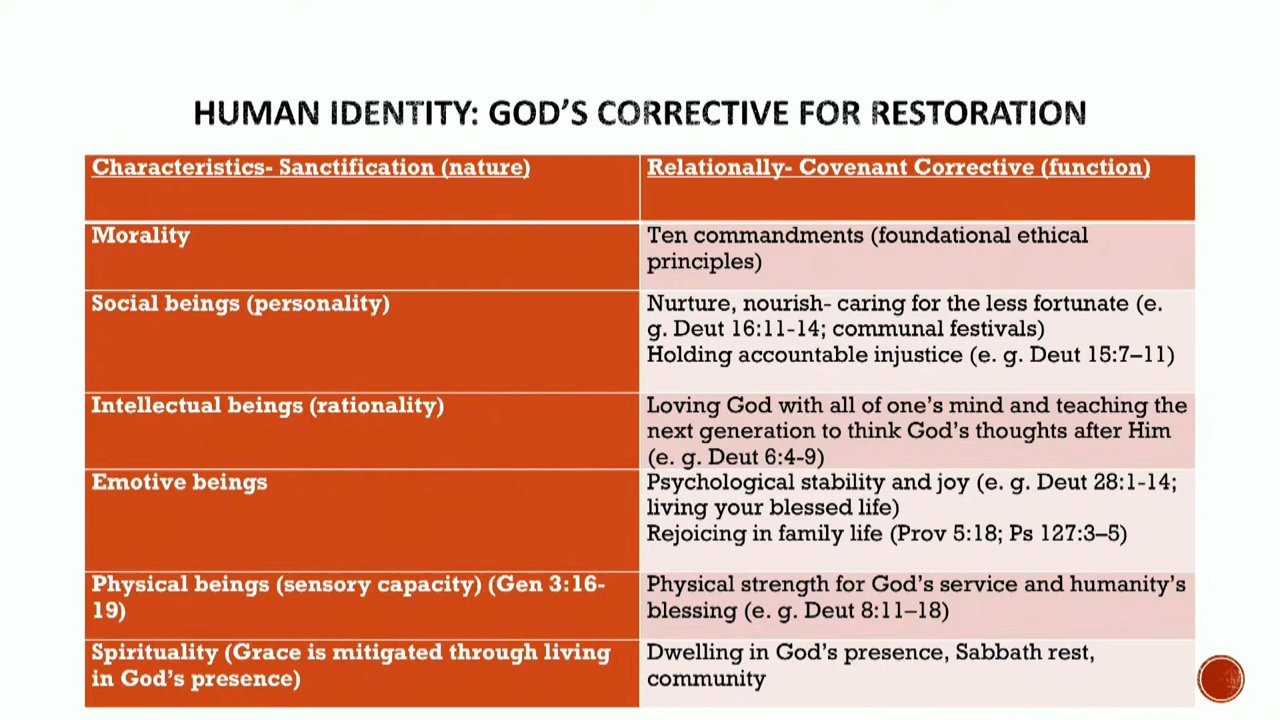 HUMAN IDENTITY: GOD'S CORRECTIVE FOR RESTORATION
Characteristics- Sanctification (nature)
Relationally- Covenant Corrective (function)
Morality
Ten commandments (foundational ethical
principles)
Social beings (personality)
Nurture, nourish- caring for the less fortunate (e.
g. Deut 16:11-14; communal festivals)
Holding accountable injustice (e. g. Deut 15:7–11)
Intellectual beings (rationality)
Loving God with all of one's mind and teaching the
next generation to think God's thoughts after Him
(e. g. Deut 6:4-9)
Emotive beings
Psychological stability and joy (e. g. Deut 28:1-14;
living your blessed life)
Rejoicing in family life (Prov 5:18; Ps 127:3–5)
Physical beings (sensory capacity) (Gen 3:16-
19)
Physical strength for God's service and humanity's
blessing (e. g. Deut 8:11–18)
Spirituality (Grace is mitigated through living
in God's presence)
Dwelling in God's presence, Sabbath rest,
community